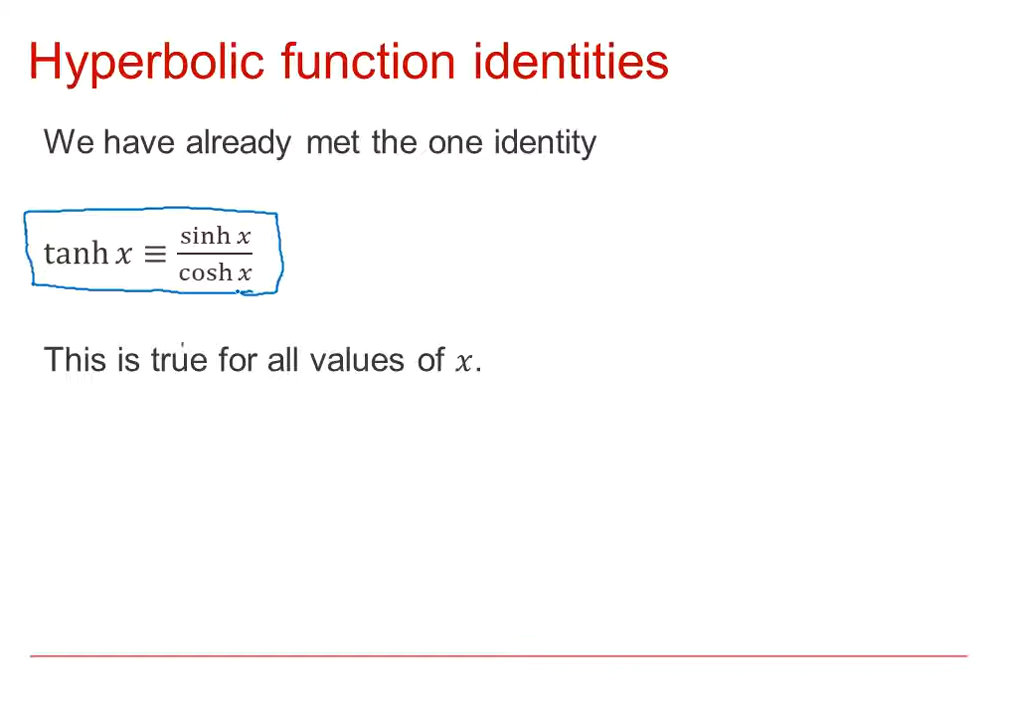 Hyperbolic function identities
We have already met the one identity
tanh x ≡ sinh x / cosh x
This is true for all values of x.